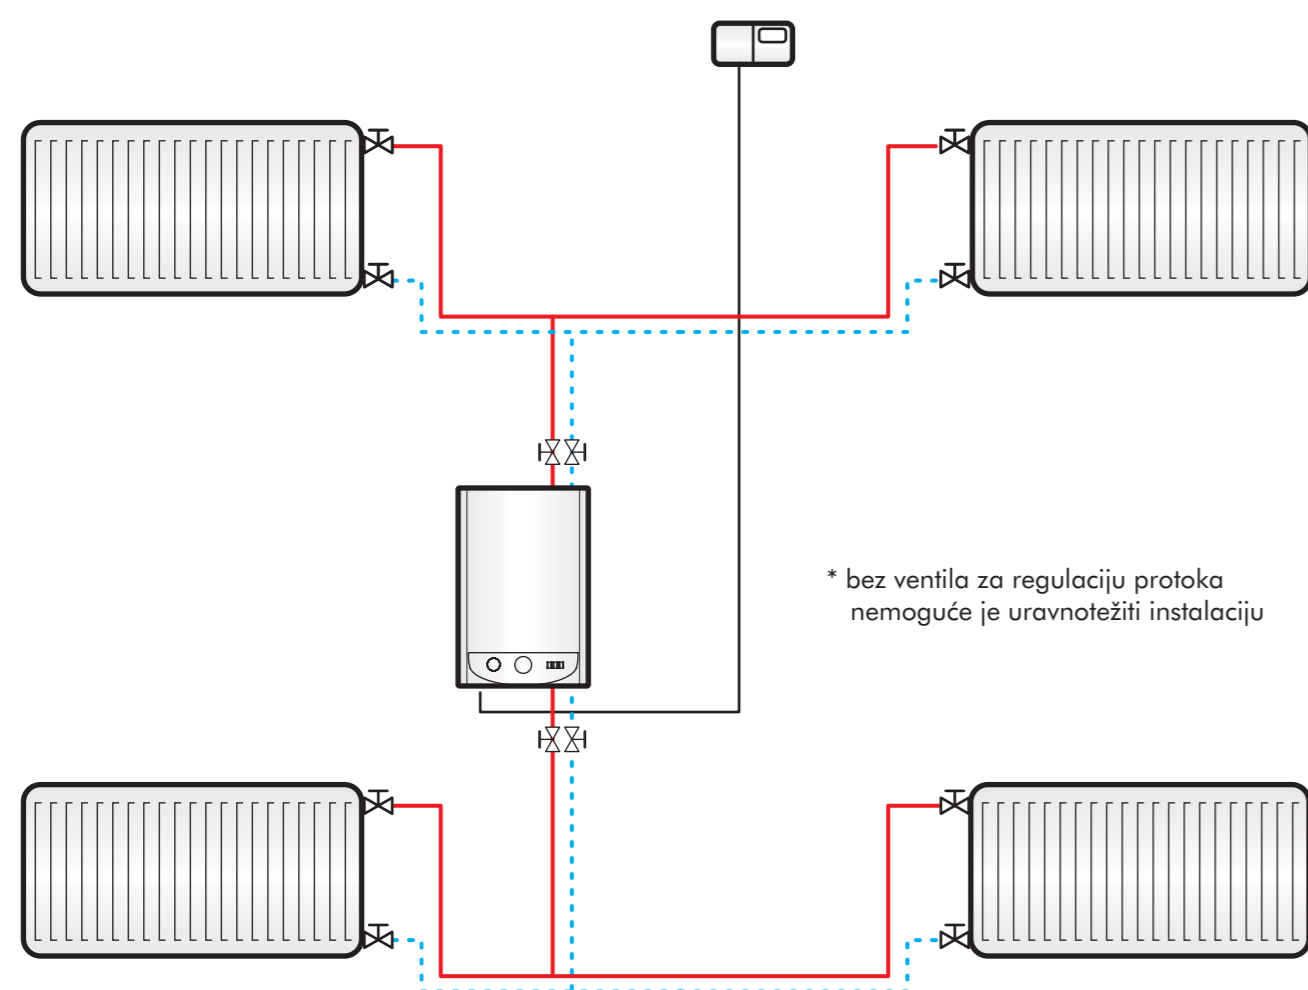 * bez ventila za regulaciju protoka
nemoguće je uravnotežiti instalaciju